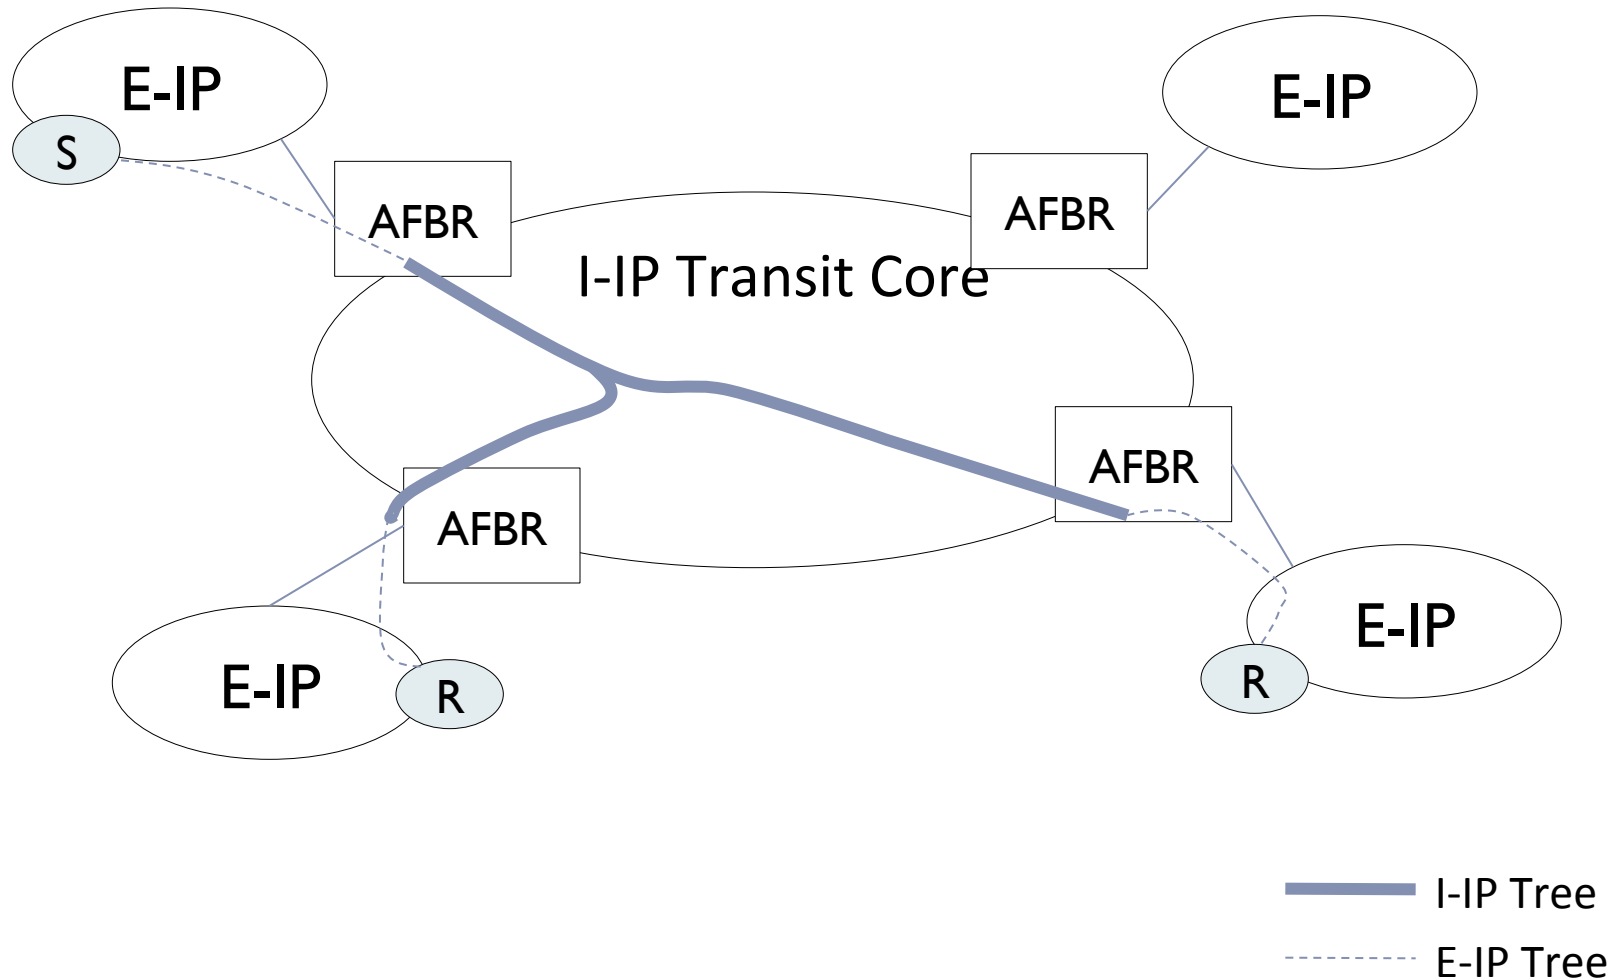 E-IP
E-IP
S
AFBR
AFBR
I-IP Transit Core
AFBR
AFBR
E-IP
E-IP
R
R
I-IP Tree
E-IP Tree